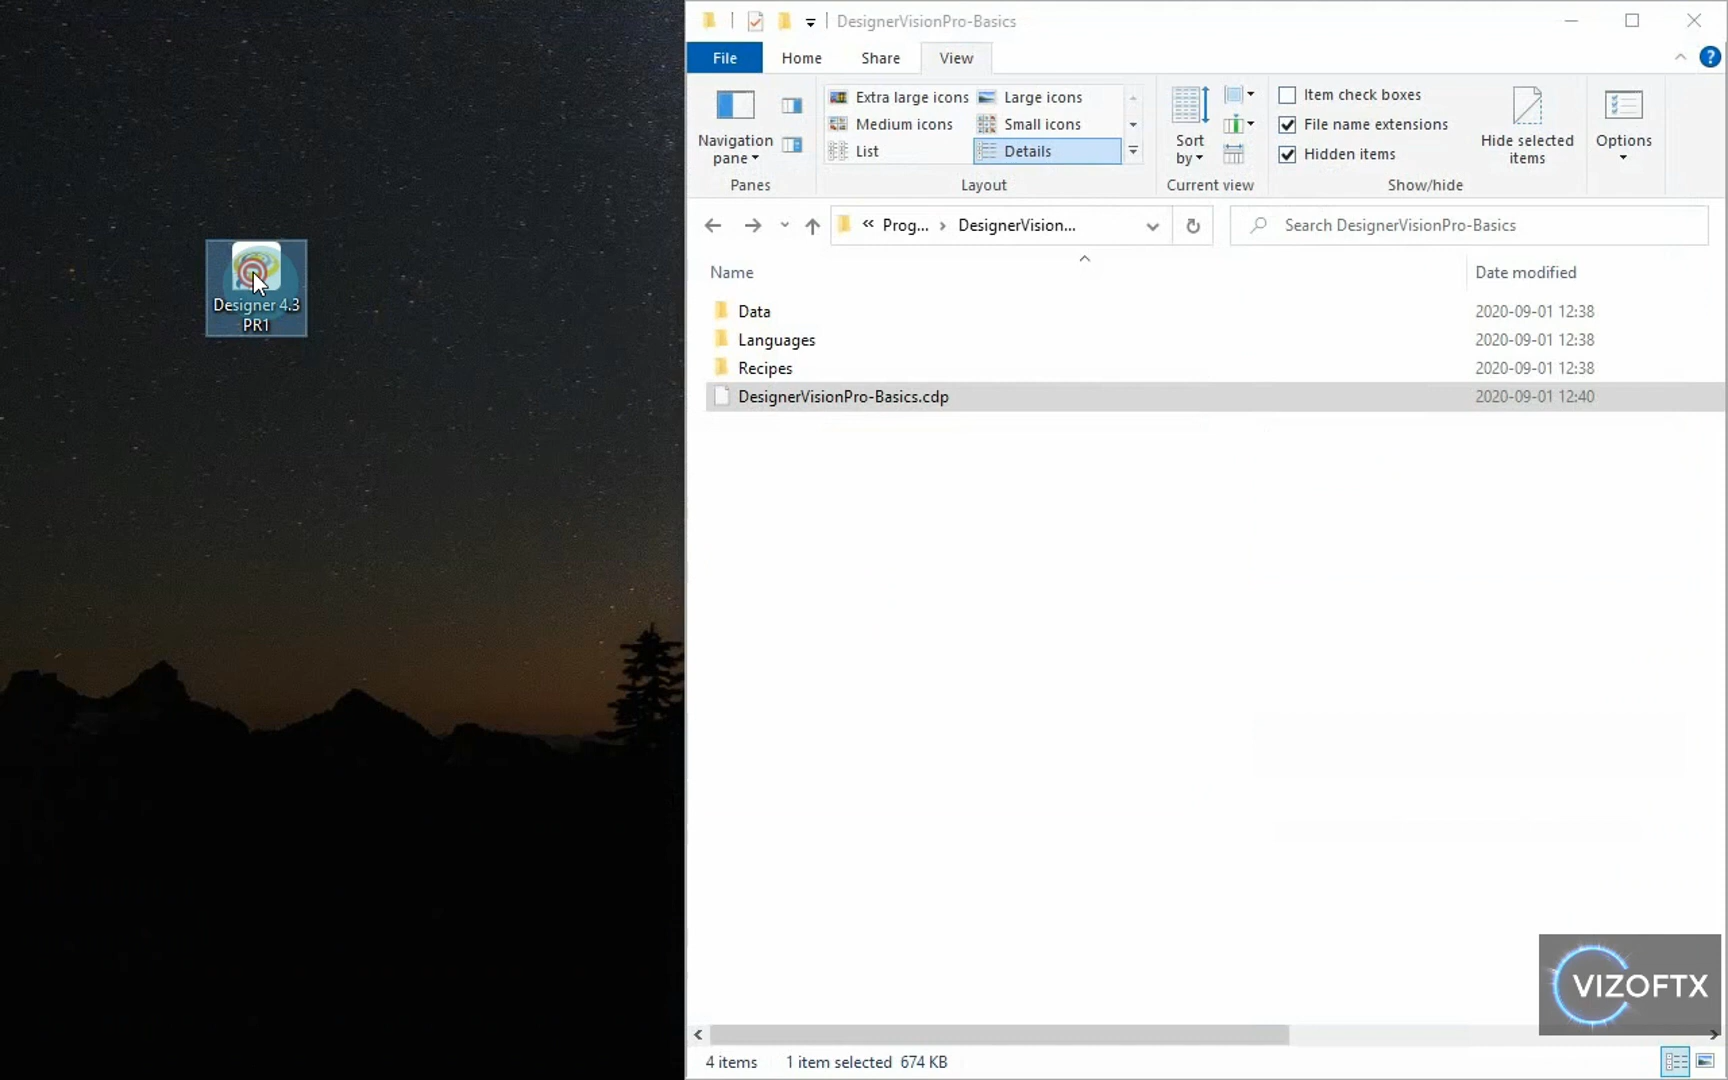 DesignerVisionPro-Basics
File Home Share View
Navigation pane
Panes
Extra large icons Large icons
Medium icons Small icons
List Details
Layout
Sort by
Current view
Item check boxes
File name extensions
Hidden items
Show/hide
Hide selected items
Options
« Prog... › DesignerVision...
Search DesignerVisionPro-Basics
Name Date modified
Data 2020-09-01 12:38
Languages 2020-09-01 12:38
Recipes 2020-09-01 12:38
DesignerVisionPro-Basics.cdp 2020-09-01 12:40
Designer 4.3
PR1
VIZOFTX
4 items 1 item selected 674 KB